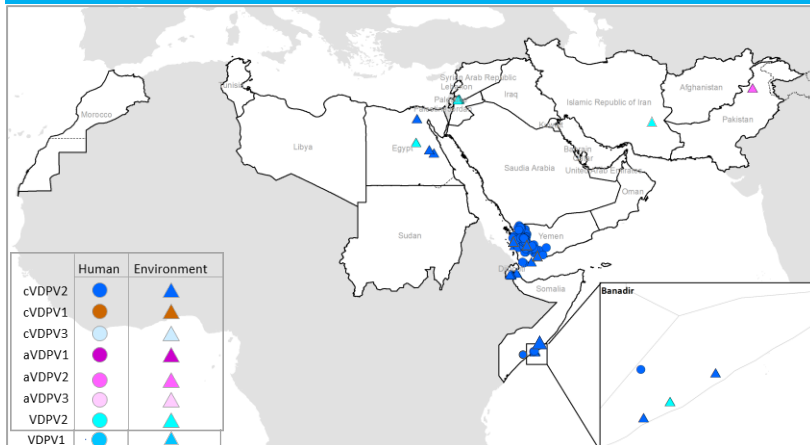 Tunisia
Syrian Arab Republic
Lebanon
Afghanistan
Iraq
Islamic Republic of Iran
Morocco
Pakistan
Libya
Egypt
Bahrain
Qatar
United Arab Emirates
Saudia Arabia
Oman
Sudan
Yemen
Djibouti
Somalia
Human Environment
cVDPV2
cVDPV1
cVDPV3
aVDPV1
aVDPV2
aVDPV3
VDPV2
VDPV1
Banadir